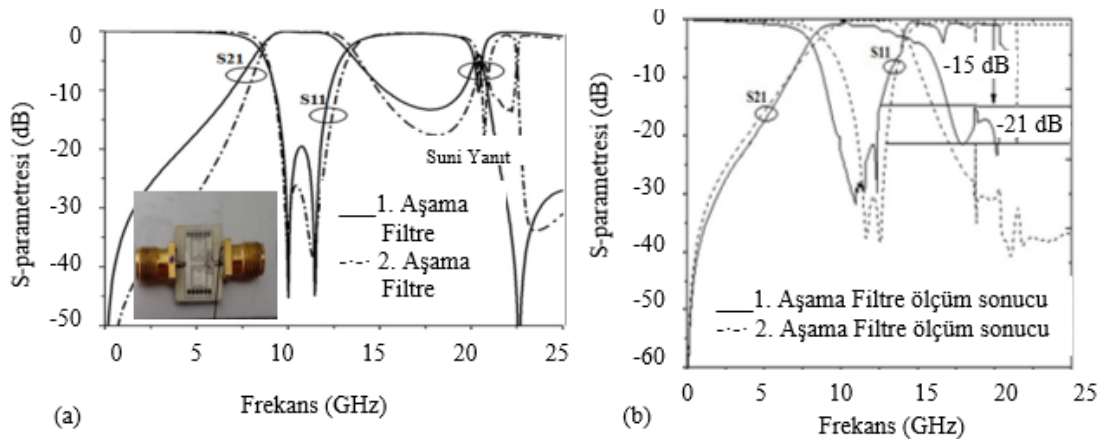 0
-10
-20
-30
-40
-50
S-parametresi (dB)
S21
S11
Suni Yanıt
1. Aşama
Filtre
2. Aşama
Filtre
0 5 10 15 20 25
Frekans (GHz)
(a)
0
-10
-20
-30
-40
-50
-60
S-parametresi (dB)
S21
S11
-15 dB
-21 dB
1. Aşama Filtre ölçüm sonucu
2. Aşama Filtre ölçüm sonucu
0 5 10 15 20 25
Frekans (GHz)
(b)